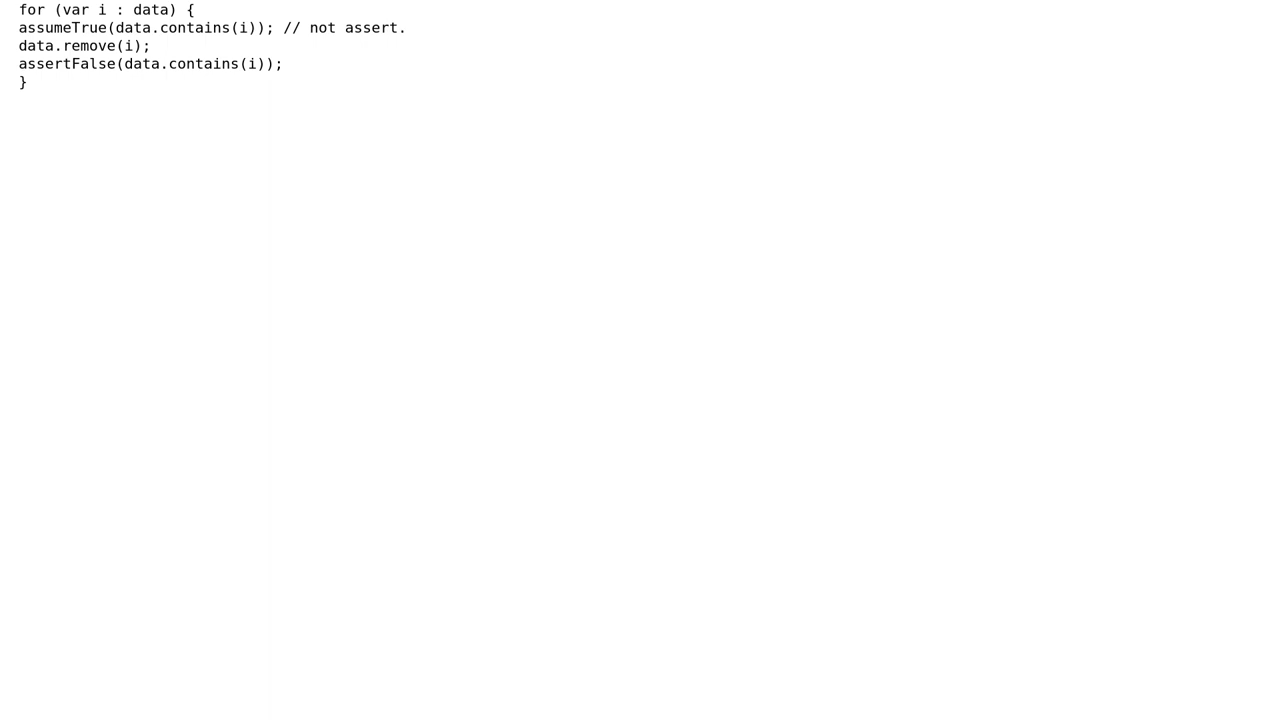 for (var i : data) {
assumeTrue(data.contains(i)); // not assert.
data.remove(i);
assertFalse(data.contains(i));
}